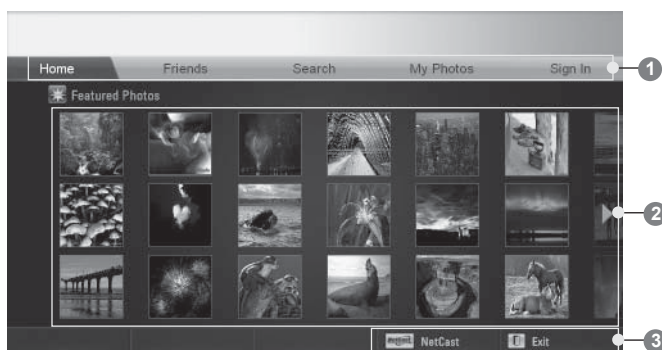 Home Friends Search My Photos Sign In
1
Featured Photos
2
NetCast Exit
3